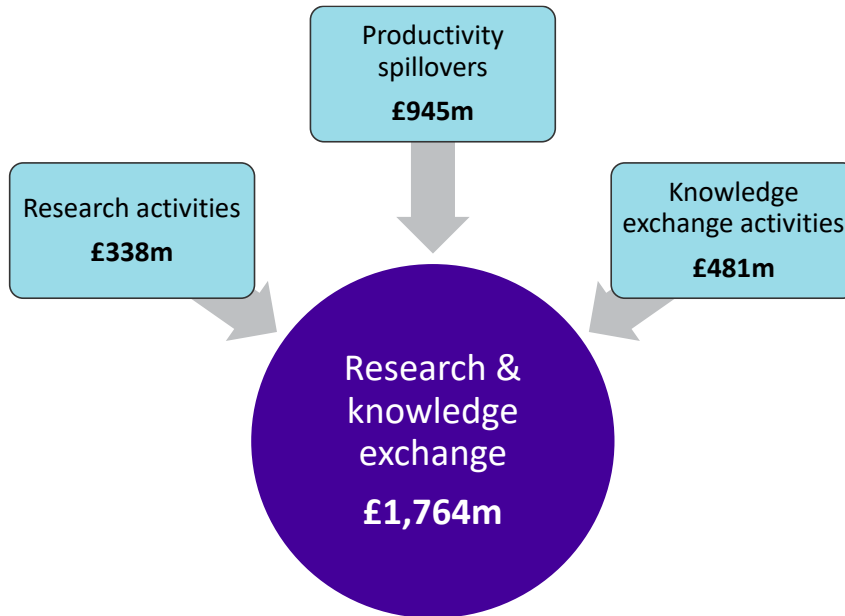 Productivity
spillovers
£945m
Research activities
£338m
Knowledge
exchange activities
£481m
Research &
knowledge
exchange
£1,764m